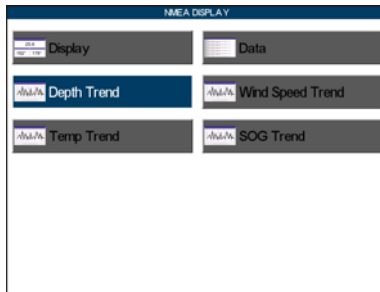 NMEA DISPLAY
Display
Data
Depth Trend
Wind Speed Trend
Temp Trend
SOG Trend